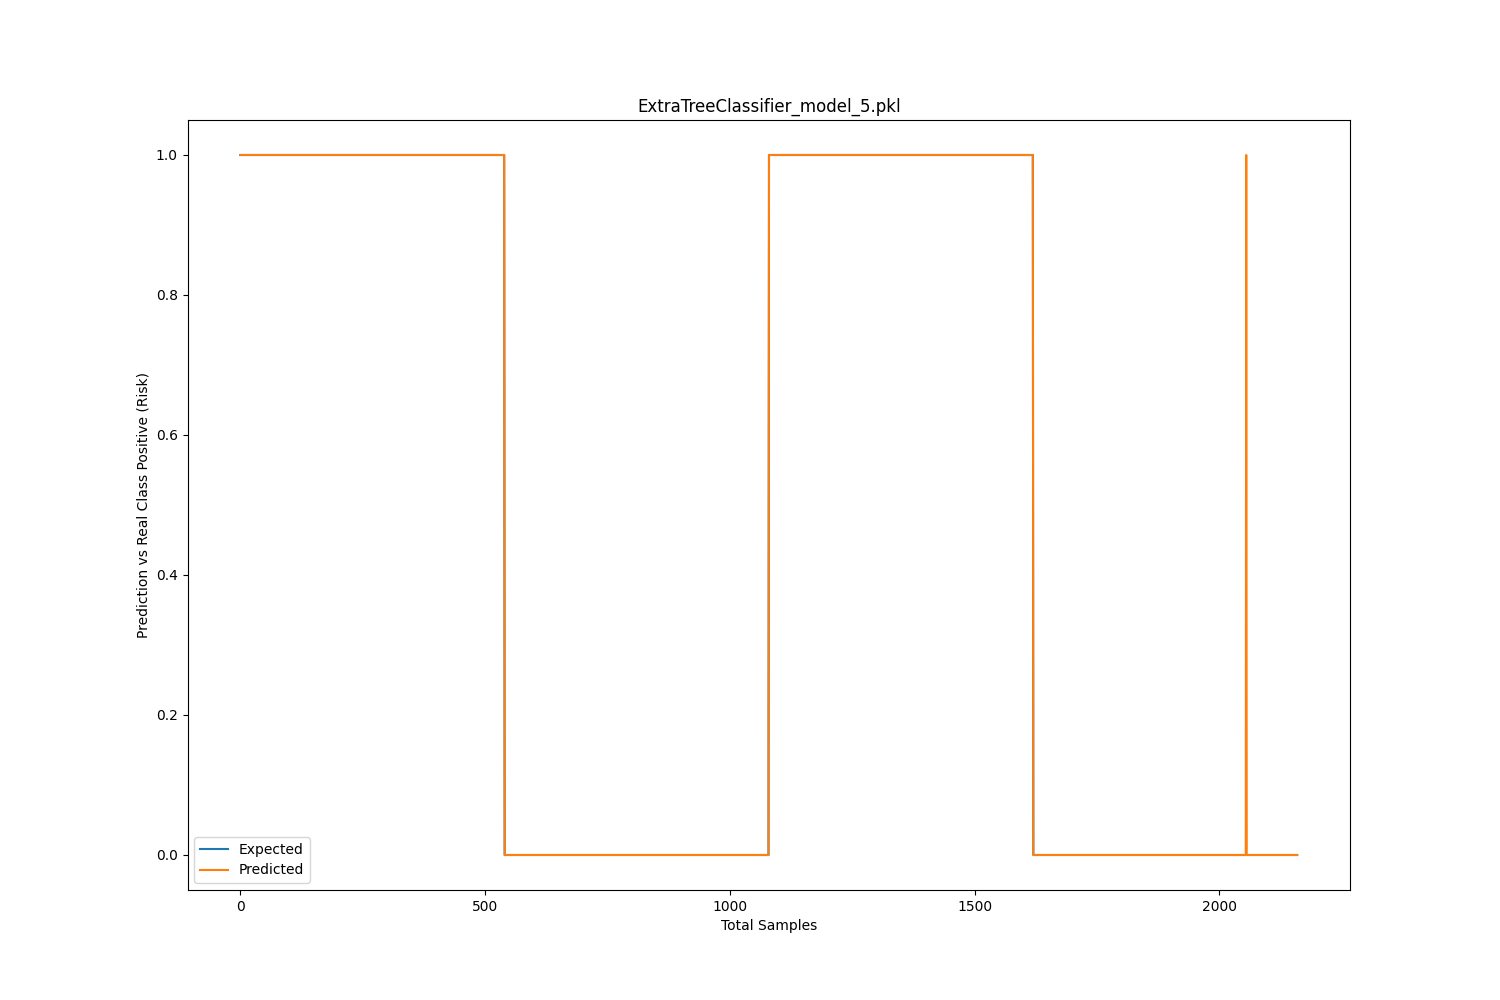 ExtraTreeClassifier_model_5.pkl
Prediction vs Real Class Positive (Risk)
1.0
0.8
0.6
0.4
0.2
0.0
Expected
Predicted
0 500 1000 1500 2000
Total Samples